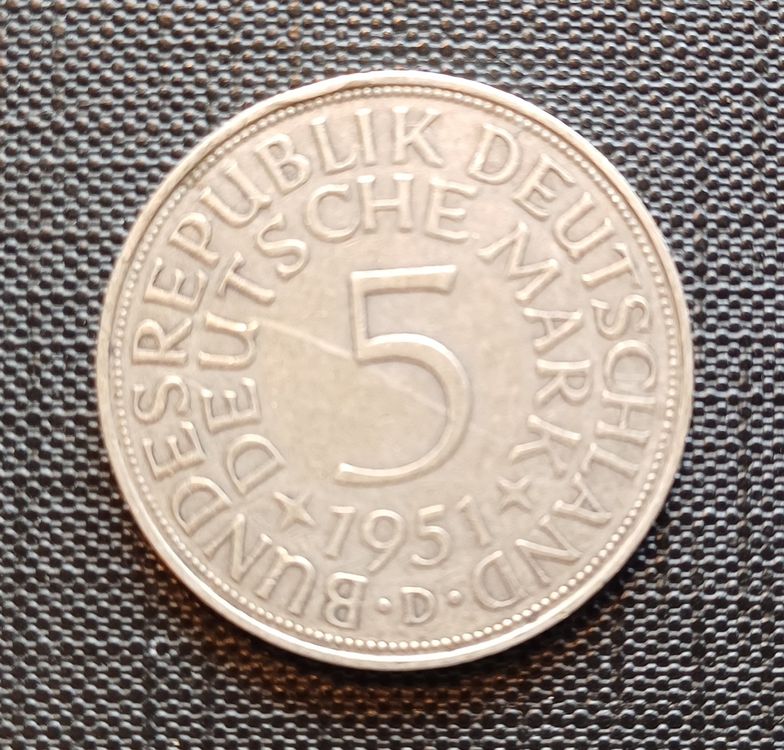 BUNDESREPUBLIK DEUTSCHLAND
DEUTSCHE MARK
5
1951
· D ·